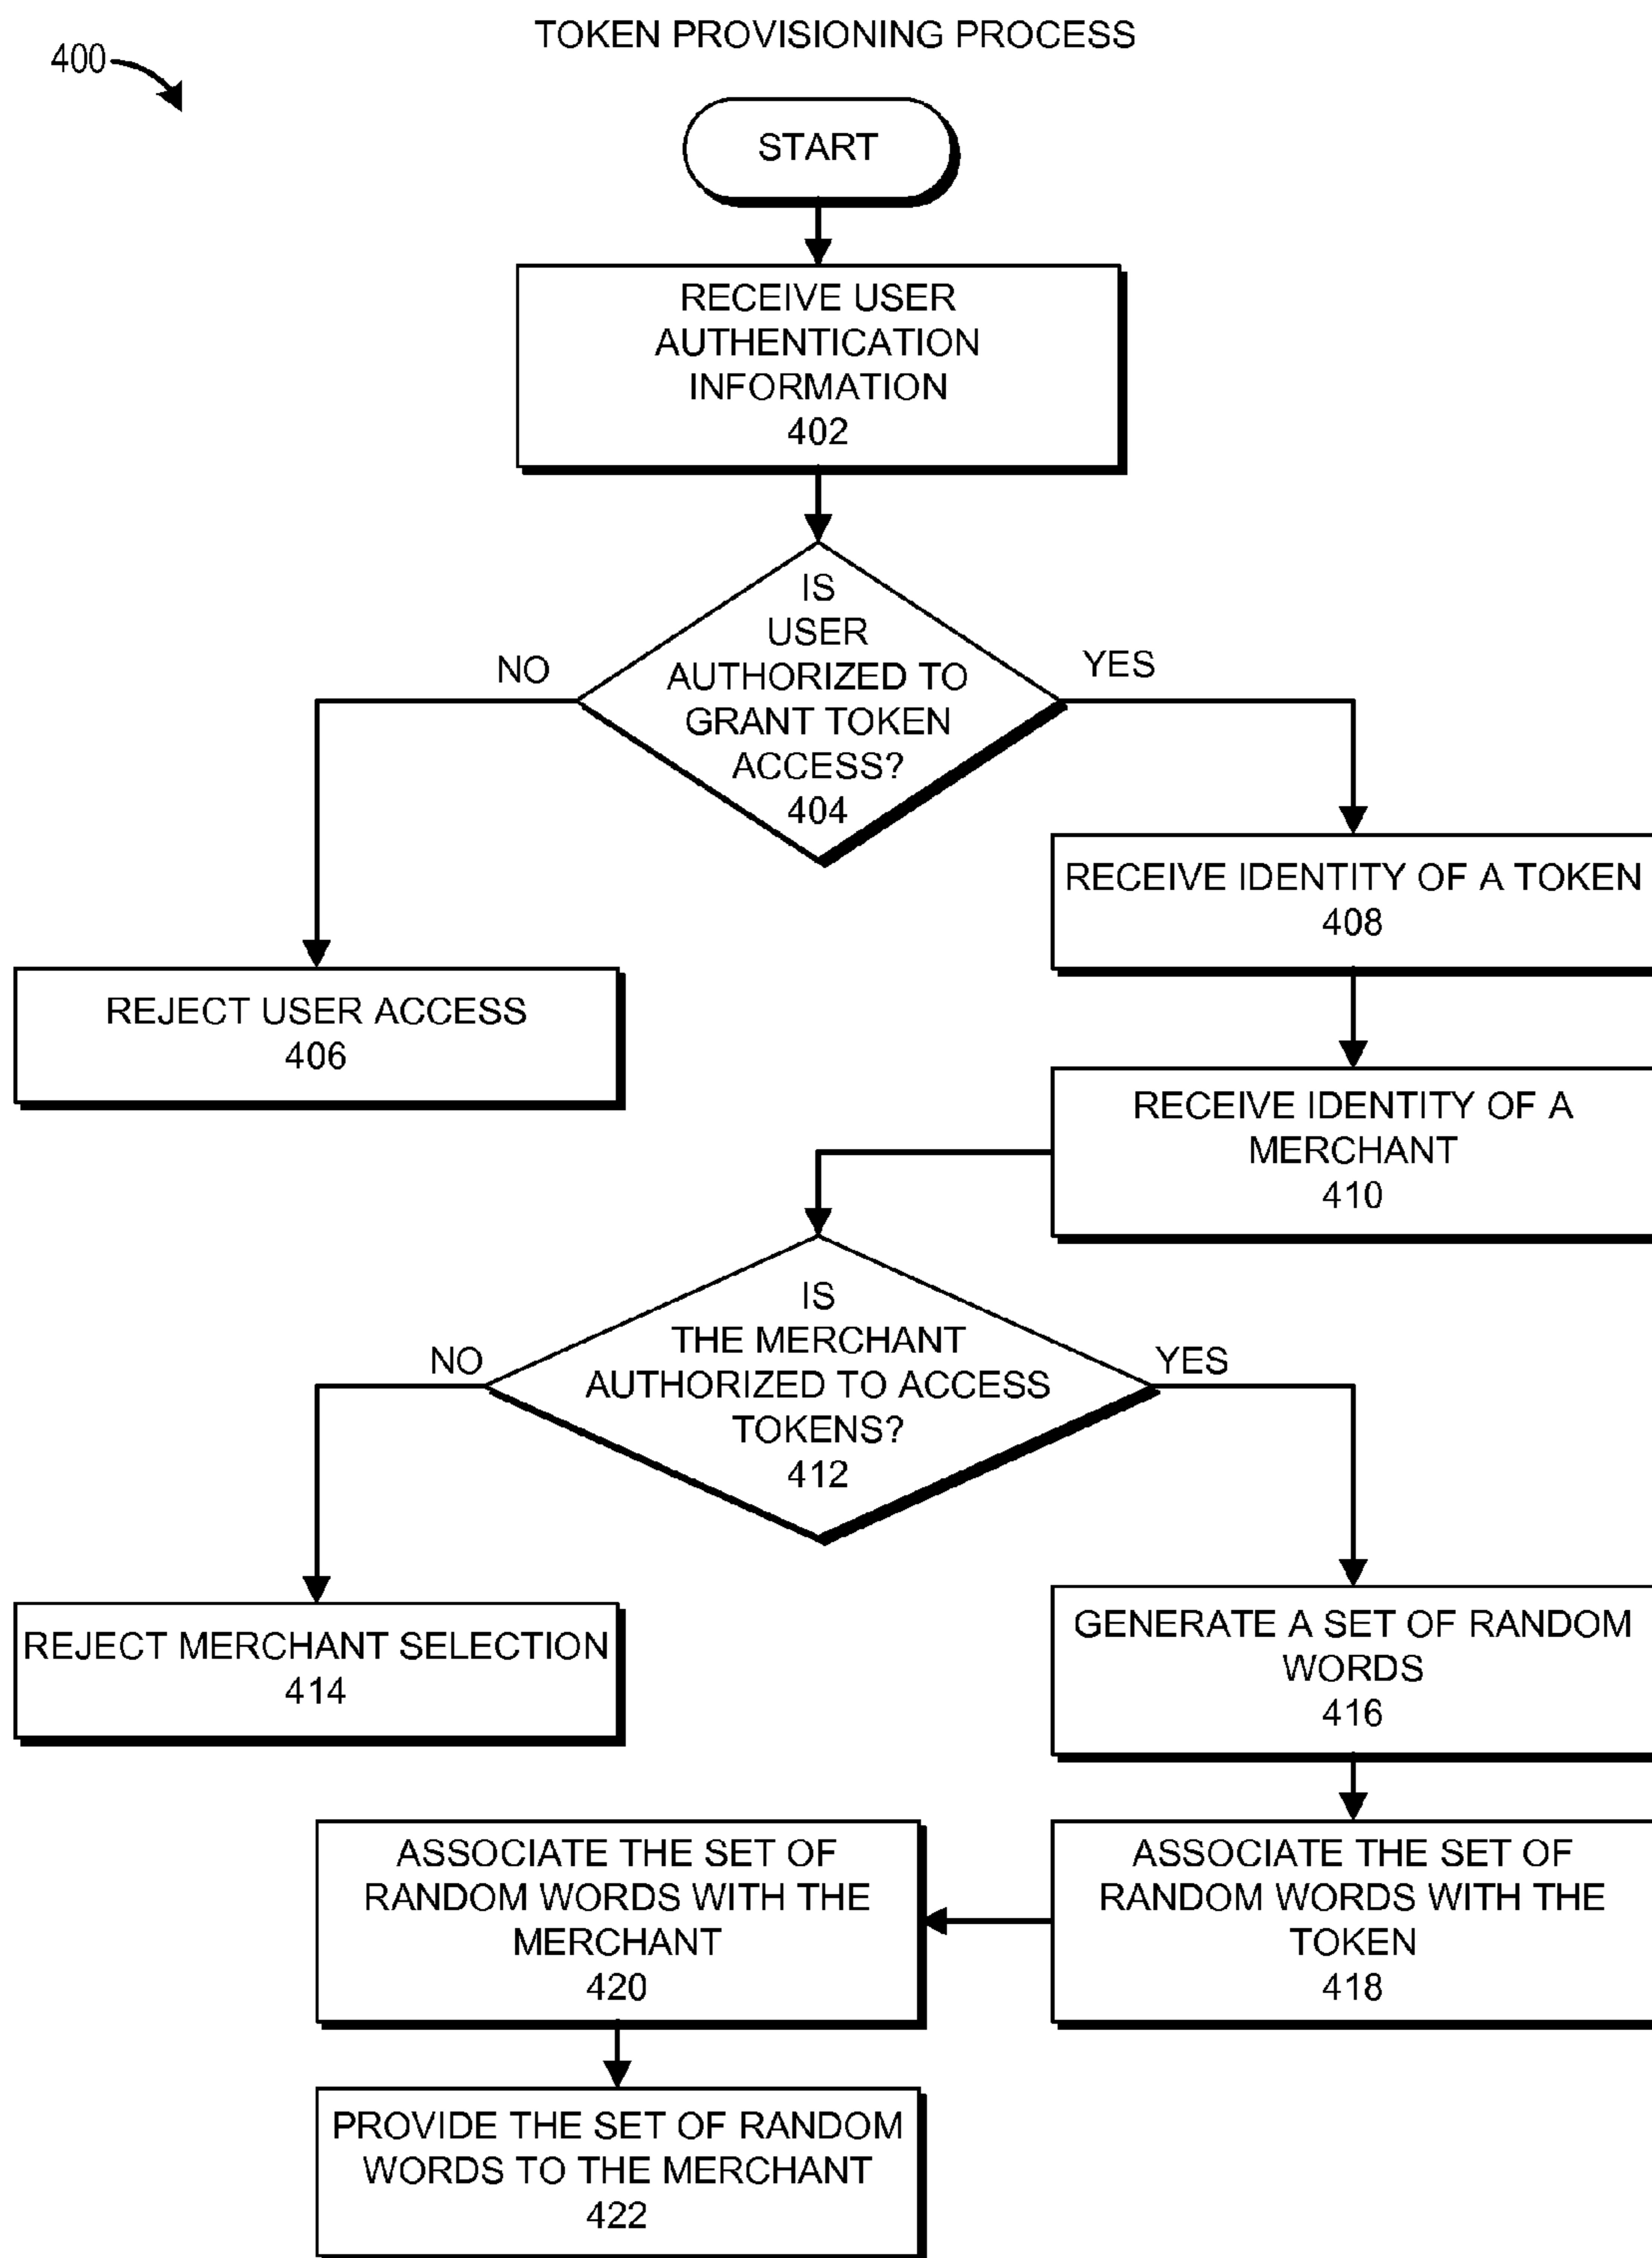 TOKEN PROVISIONING PROCESS
400
START
RECEIVE USER
AUTHENTICATION
INFORMATION
402
IS
USER
AUTHORIZED TO
GRANT TOKEN
ACCESS?
404
NO
YES
RECEIVE IDENTITY OF A TOKEN
408
REJECT USER ACCESS
406
RECEIVE IDENTITY OF A
MERCHANT
410
IS
THE MERCHANT
AUTHORIZED TO ACCESS
TOKENS?
412
NO
YES
REJECT MERCHANT SELECTION
414
GENERATE A SET OF RANDOM
WORDS
416
ASSOCIATE THE SET OF
RANDOM WORDS WITH THE
TOKEN
418
ASSOCIATE THE SET OF
RANDOM WORDS WITH THE
MERCHANT
420
PROVIDE THE SET OF RANDOM
WORDS TO THE MERCHANT
422